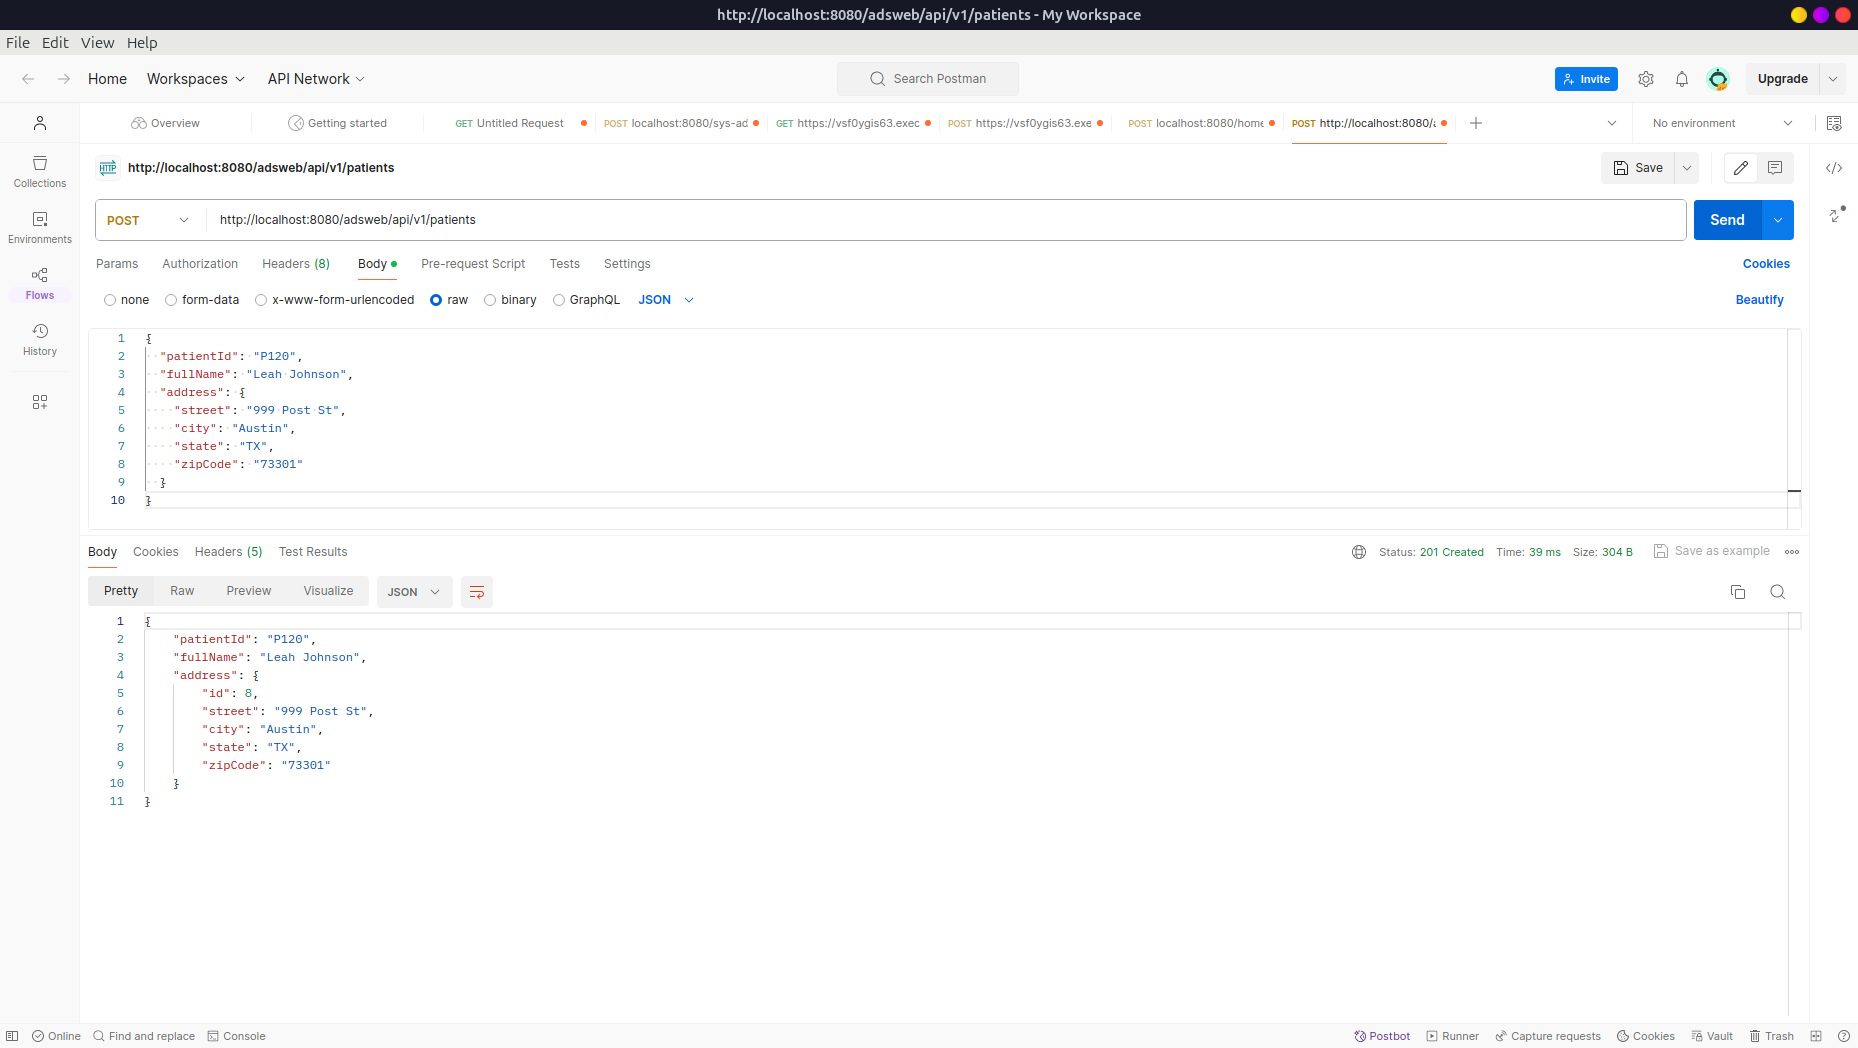 http://localhost:8080/adsweb/api/v1/patients - My Workspace
File Edit View Help
Home Workspaces API Network Search Postman Invite Upgrade
Overview Getting started GET Untitled Request POST localhost:8080/sys-ad GET https://vsf0ygis63.exec POST https://vsf0ygis63.exe POST localhost:8080/home POST http://localhost:8080/a No environment
HTTP http://localhost:8080/adsweb/api/v1/patients Save
Collections
Environments
Flows
History
POST http://localhost:8080/adsweb/api/v1/patients Send
Params Authorization Headers (8) Body Pre-request Script Tests Settings Cookies
none form-data x-www-form-urlencoded raw binary GraphQL JSON Beautify
1 {
2 "patientId": "P120",
3 "fullName": "Leah Johnson",
4 "address": {
5 "street": "999 Post St",
6 "city": "Austin",
7 "state": "TX",
8 "zipCode": "73301"
9 }
10 }
Body Cookies Headers (5) Test Results Status: 201 Created Time: 39 ms Size: 304 B Save as example
Pretty Raw Preview Visualize JSON
1 {
2 "patientId": "P120",
3 "fullName": "Leah Johnson",
4 "address": {
5 "id": 8,
6 "street": "999 Post St",
7 "city": "Austin",
8 "state": "TX",
9 "zipCode": "73301"
10 }
11 }
Online Find and replace Console Postbot Runner Capture requests Cookies Vault Trash